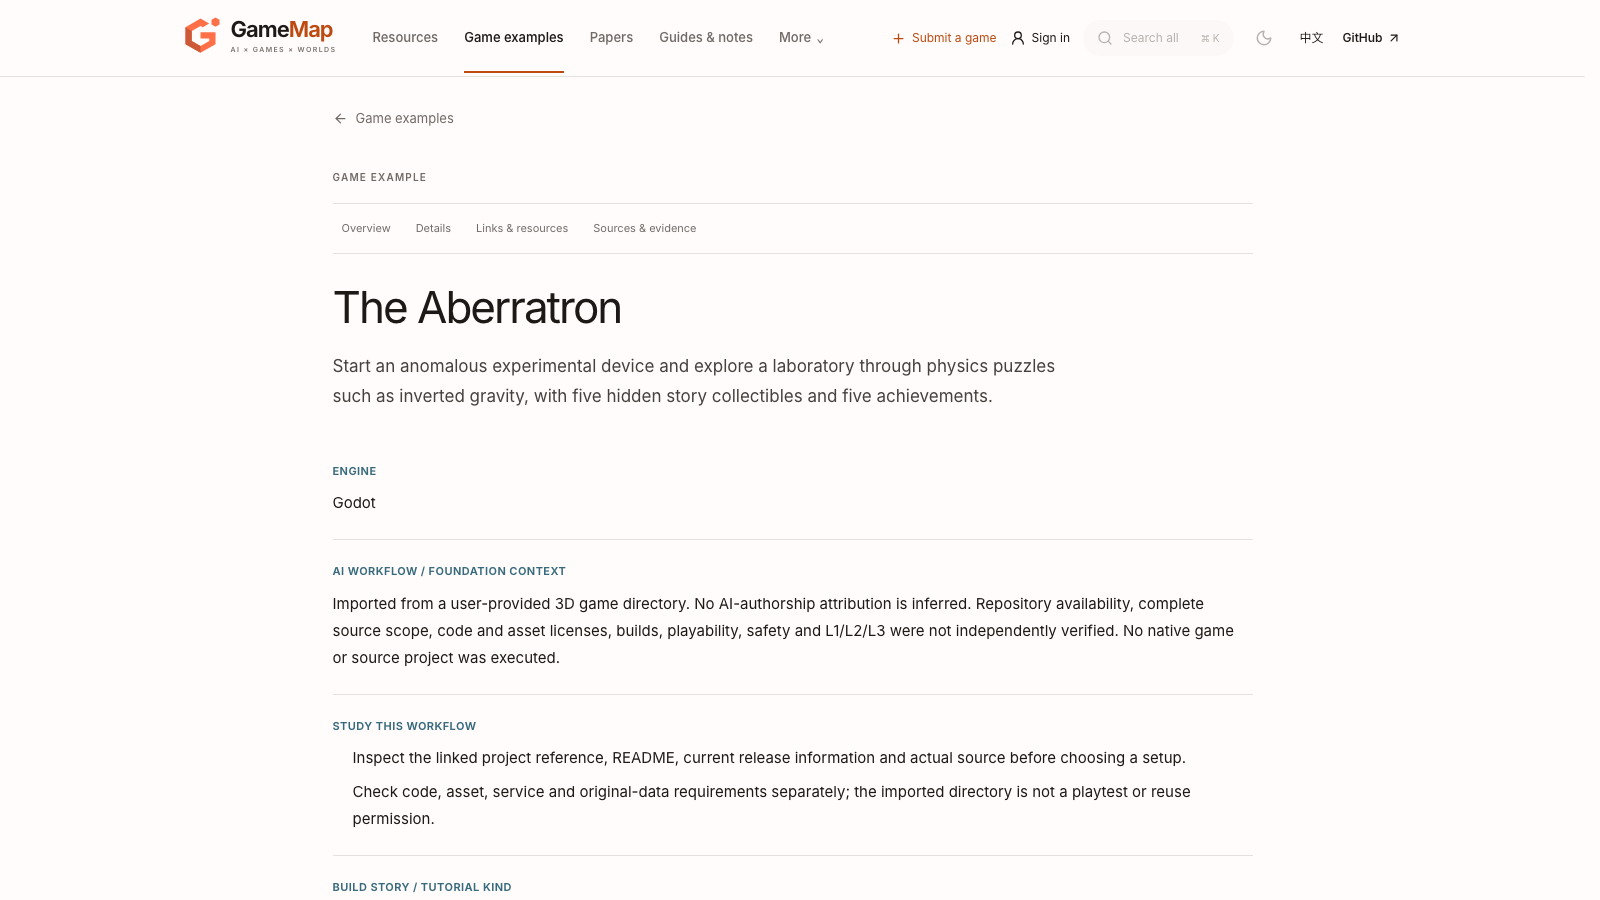 GameMap
AI × GAMES × WORLDS
Resources
Game examples
Papers
Guides & notes
More
Submit a game
Sign in
Search all
⌘ K
中文
GitHub
Game examples
GAME EXAMPLE
Overview
Details
Links & resources
Sources & evidence
The Aberratron
Start an anomalous experimental device and explore a laboratory through physics puzzles
such as inverted gravity, with five hidden story collectibles and five achievements.
ENGINE
Godot
AI WORKFLOW / FOUNDATION CONTEXT
Imported from a user-provided 3D game directory. No AI-authorship attribution is inferred. Repository availability, complete
source scope, code and asset licenses, builds, playability, safety and L1/L2/L3 were not independently verified. No native game
or source project was executed.
STUDY THIS WORKFLOW
Inspect the linked project reference, README, current release information and actual source before choosing a setup.
Check code, asset, service and original-data requirements separately; the imported directory is not a playtest or reuse
permission.
BUILD STORY / TUTORIAL KIND